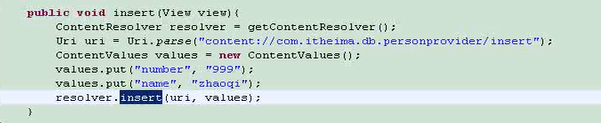 public void insert(View view){
ContentResolver resolver = getContentResolver();
Uri uri = Uri.parse("content://com.itheima.db.personprovider/insert");
ContentValues values = new ContentValues();
values.put("number", "999");
values.put("name", "zhaoqi");
resolver.insert(uri, values);
}